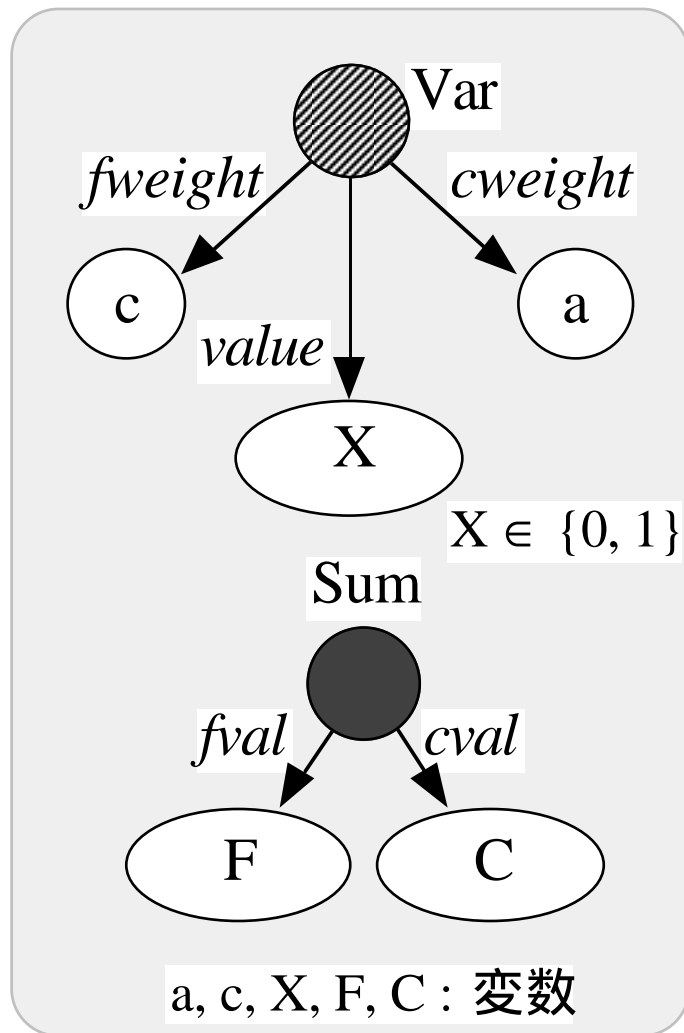 Var
fweight
cweight
c
a
value
X
X ∈ {0, 1}
Sum
fval
cval
F
C
a, c, X, F, C : 変数